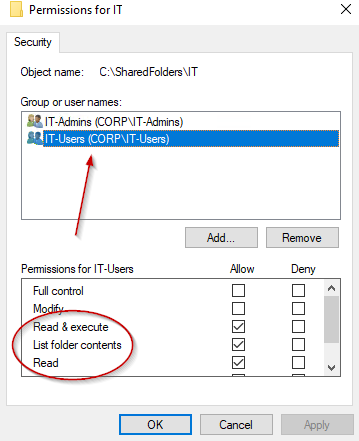 Permissions for IT
Security
Object name: C:\SharedFolders\IT
Group or user names:
IT-Admins (CORP\IT-Admins)
IT-Users (CORP\IT-Users)
Add... Remove
Permissions for IT-Users Allow Deny
Full control
Modify
Read & execute
List folder contents
Read
OK Cancel Apply